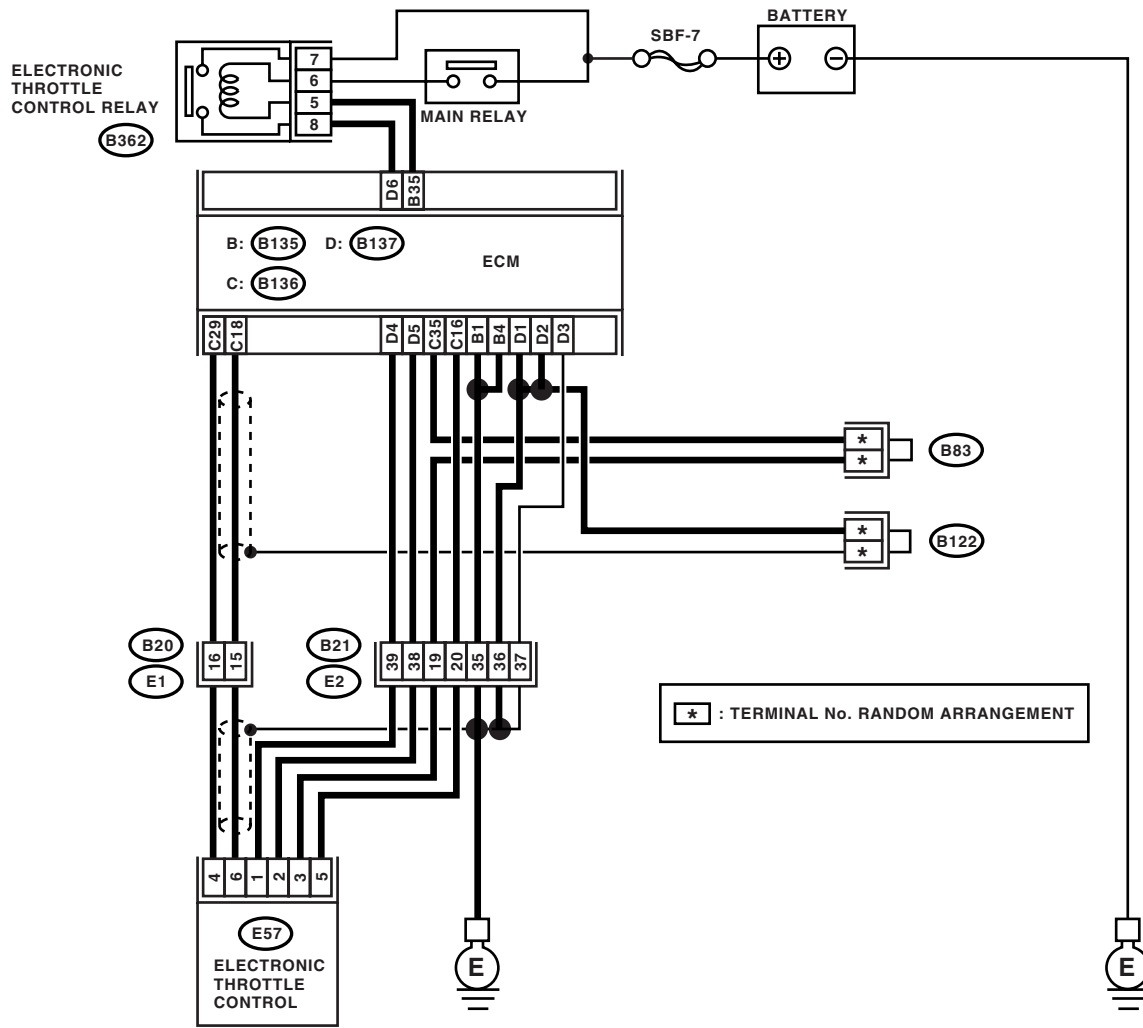 BATTERY
SBF-7
ELECTRONIC
THROTTLE
CONTROL RELAY
B362
7
6
5
8
MAIN RELAY
D6
B35
B: B135 D: B137
C: B136
ECM
C29
C18
D4
D5
C35
C16
B1
B4
D1
D2
D3
*
*
B83
*
*
B122
B20
E1
16
15
B21
E2
39
38
19
20
35
36
37
* : TERMINAL No. RANDOM ARRANGEMENT
4
6
1
2
3
5
E57
ELECTRONIC
THROTTLE
CONTROL
E
E